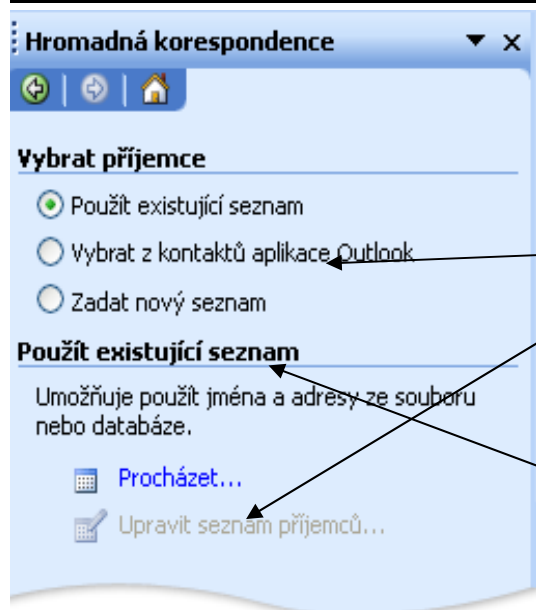 Hromadná korespondence
Vybrat příjemce
Použít existující seznam
Vybrat z kontaktů aplikace Outlook
Zadat nový seznam
Použít existující seznam
Umožňuje použít jména a adresy ze souboru
nebo databáze.
Procházet...
Upravit seznam příjemců...